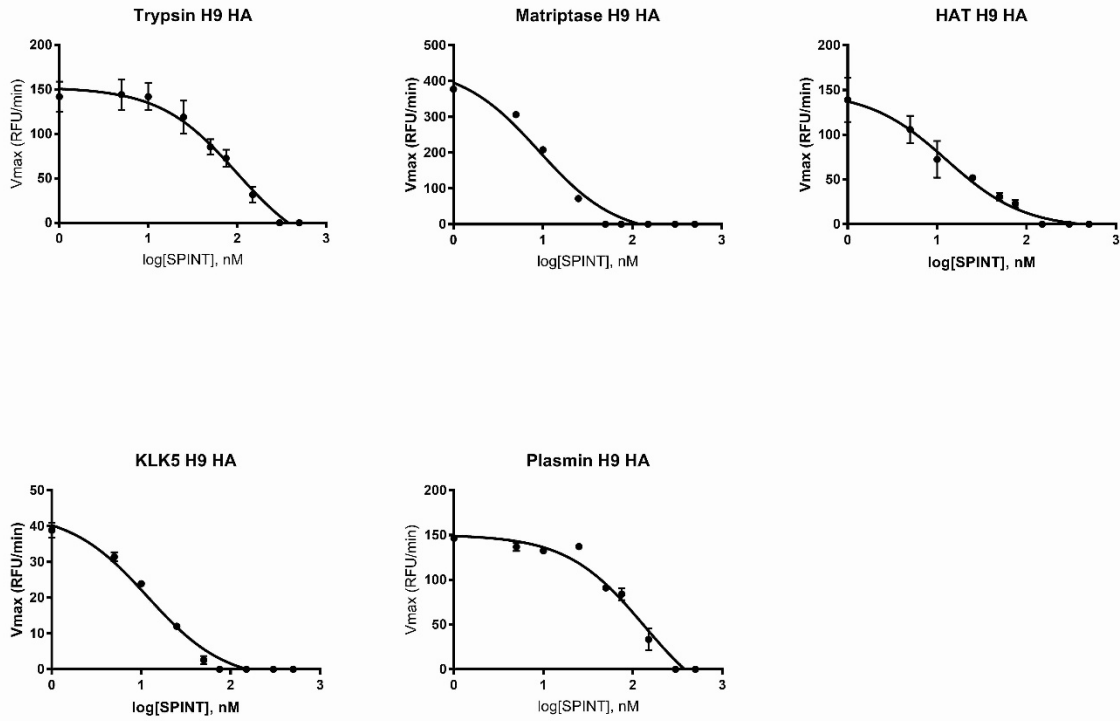 Trypsin H9 HA
Vmax (RFU/min)
200
150
100
50
0
0 1 2 3
log[SPINT], nM
Matriptase H9 HA
Vmax (RFU/min)
500
400
300
200
100
0
0 1 2 3
log[SPINT], nM
HAT H9 HA
Vmax (RFU/min)
200
150
100
50
0
0 1 2 3
log[SPINT], nM
KLK5 H9 HA
Vmax (RFU/min)
50
40
30
20
10
0
0 1 2 3
log[SPINT], nM
Plasmin H9 HA
Vmax (RFU/min)
200
150
100
50
0
0 1 2 3
log[SPINT], nM